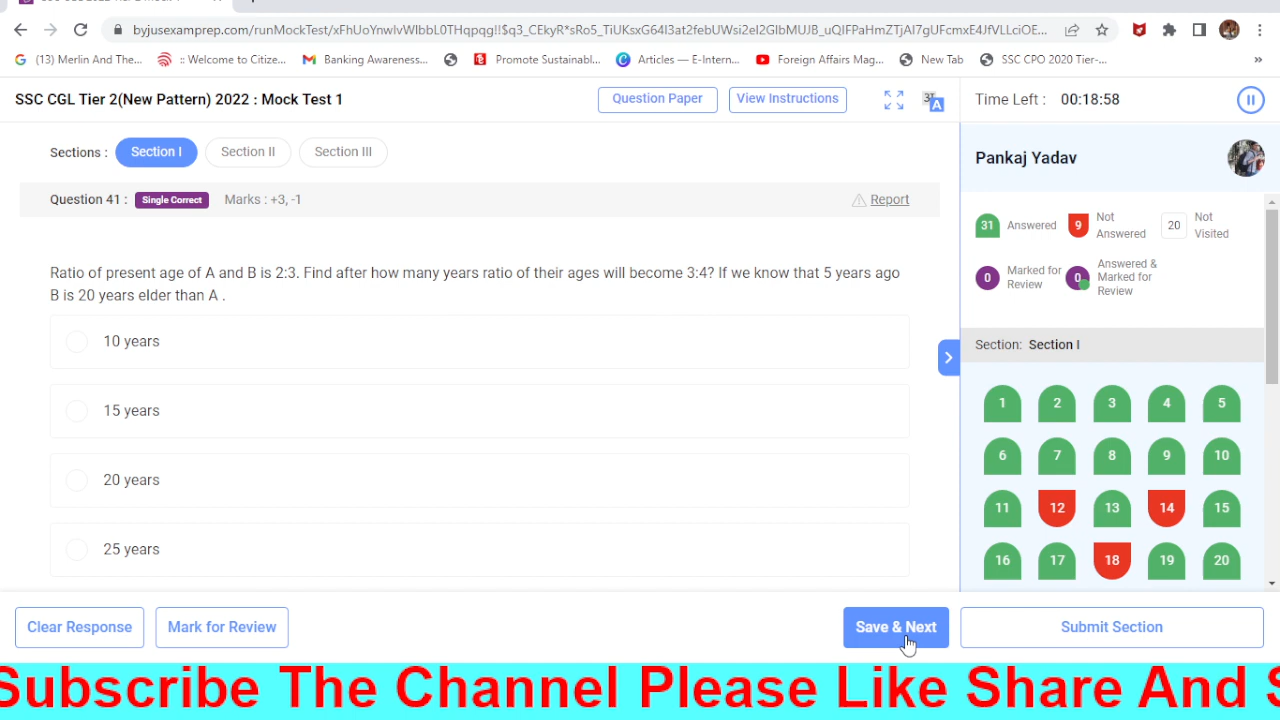 byjusexamprep.com/runMockTest/xFhUoYnwIvWlbbL0THqpqg!!$q3_CEkyR*sRo5_TiUKsxG64I3at2febUWsi2eI2GlbMUJ8_uQIFPaHmZTjAI7gUFcmxE4JfVLLciOE...
(13) Merlin And The...
:: Welcome to Citize...
Banking Awareness...
Promote Sustainabl...
Articles — E-Intern...
Foreign Affairs Mag...
New Tab
SSC CPO 2020 Tier-...
»
SSC CGL Tier 2(New Pattern) 2022 : Mock Test 1
Question Paper
View Instructions
Time Left : 00:18:58
Sections : Section I Section II Section III
Pankaj Yadav
Question 41 : Single Correct Marks : +3, -1
Report
31 Answered
9 Not Answered
20 Not Visited
0 Marked for Review
0 Answered & Marked for Review
Ratio of present age of A and B is 2:3. Find after how many years ratio of their ages will become 3:4? If we know that 5 years ago
B is 20 years elder than A .
10 years
15 years
20 years
25 years
Section: Section I
1 2 3 4 5
6 7 8 9 10
11 12 13 14 15
16 17 18 19 20
Clear Response
Mark for Review
Save & Next
Submit Section
Subscribe The Channel Please Like Share And S